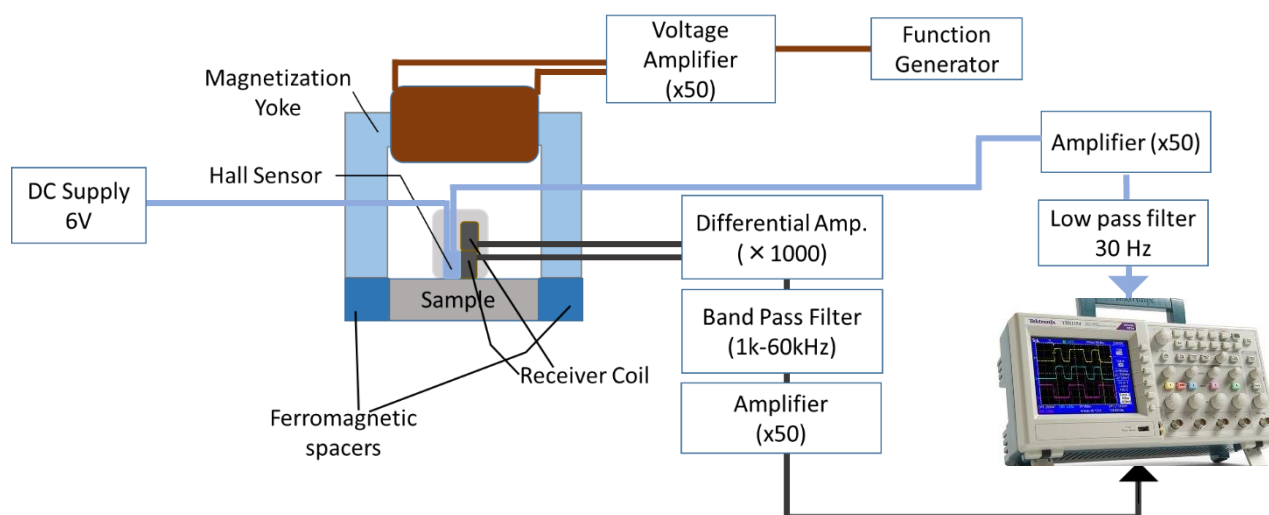 Voltage
Amplifier
(x50)
Function
Generator
Magnetization
Yoke
Amplifier (x50)
Hall Sensor
DC Supply
6V
Differential Amp.
(×1000)
Low pass filter
30 Hz
Sample
Tektronix
Band Pass Filter
(1k-60kHz)
Receiver Coil
Ferromagnetic
spacers
Amplifier
(x50)